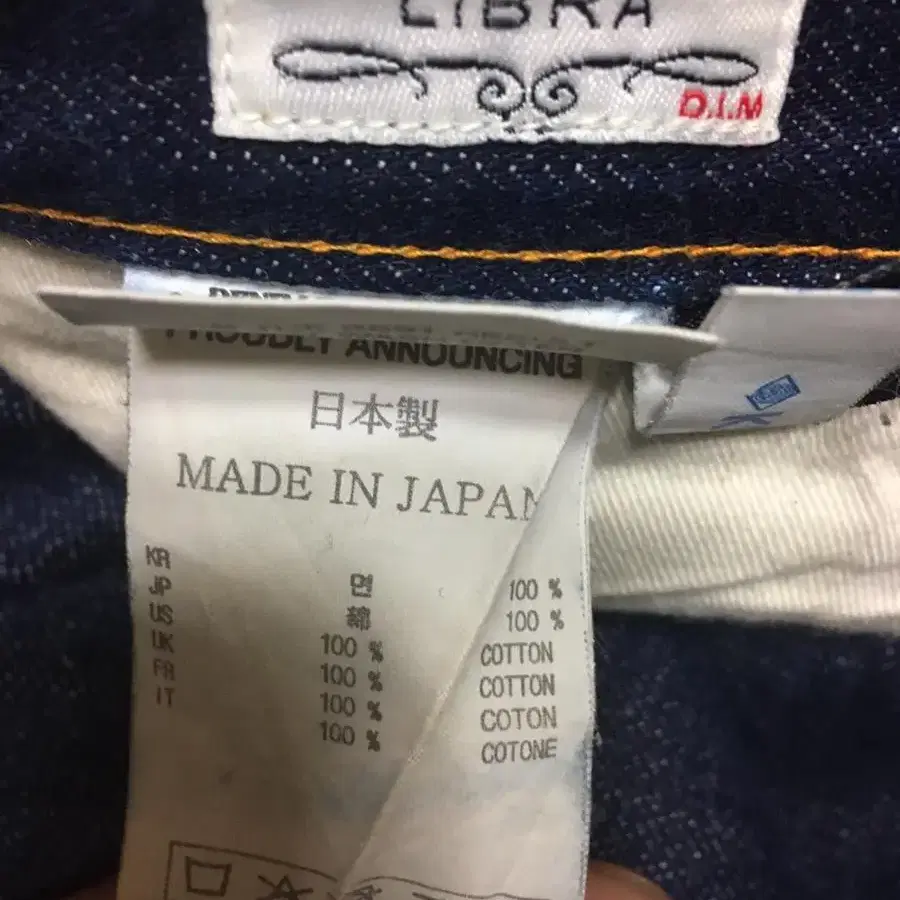 LIBRA
D.I.M
PROUDLY ANNOUNCING
日本製
MADE IN JAPAN
KR 면 100 %
JP 綿 100 %
US 100 % COTTON
UK 100 % COTTON
FR 100 % COTON
IT 100 % COTONE